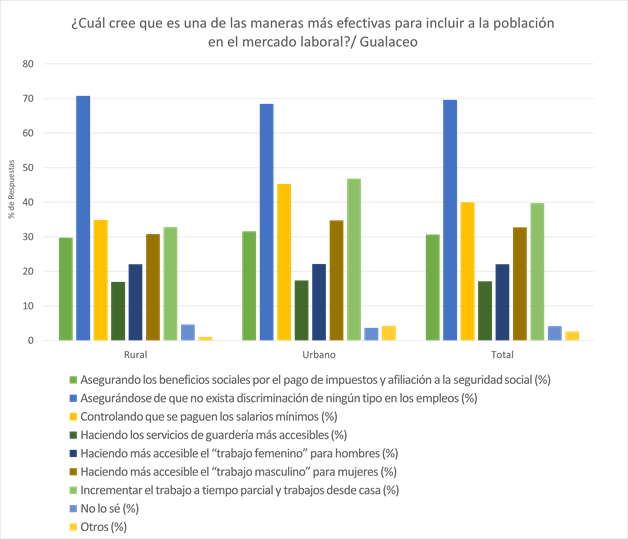 ¿Cuál cree que es una de las maneras más efectivas para incluir a la población
en el mercado laboral?/ Gualaceo
80
70
60
50
40
30
20
10
0
% de Respuestas
Rural
Urbano
Total
Asegurando los beneficios sociales por el pago de impuestos y afiliación a la seguridad social (%)
Asegurándose de que no exista discriminación de ningún tipo en los empleos (%)
Controlando que se paguen los salarios mínimos (%)
Haciendo los servicios de guardería más accesibles (%)
Haciendo más accesible el “trabajo femenino” para hombres (%)
Haciendo más accesible el “trabajo masculino” para mujeres (%)
Incrementar el trabajo a tiempo parcial y trabajos desde casa (%)
No lo sé (%)
Otros (%)